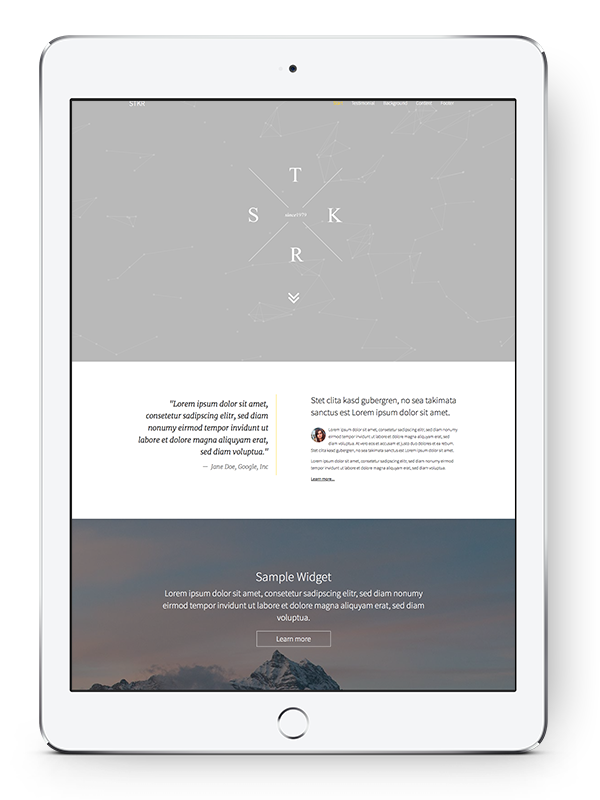 STKR
Testimonial Background Content Footer
T
S since1978 K
R
"Lorem ipsum dolor sit amet,
consetetur sadipscing elitr, sed diam
nonumy eirmod tempor invidunt ut
labore et dolore magna aliquyam erat,
sed diam voluptua."
— Jane Doe, Google, Inc
Stet clita kasd gubergren, no sea takimata
sanctus est Lorem ipsum dolor sit amet.
Lorem ipsum dolor sit amet, consetetur sadipscing elitr, sed diam nonumy
eirmod tempor invidunt ut labore et dolore magna aliquyam erat, sed diam
voluptua. At vero eos et accusam et justo duo dolores et ea rebum.
Stet clita kasd gubergren, no sea takimata sanctus est Lorem ipsum dolor sit amet.
Lorem ipsum dolor sit amet, consetetur sadipscing elitr, sed diam nonumy eirmod
tempor invidunt ut labore et dolore magna aliquyam erat, sed diam voluptua.
Learn more...
Sample Widget
Lorem ipsum dolor sit amet, consetetur sadipscing elitr, sed diam nonumy
eirmod tempor invidunt ut labore et dolore magna aliquyam erat, sed diam
voluptua.
Learn more